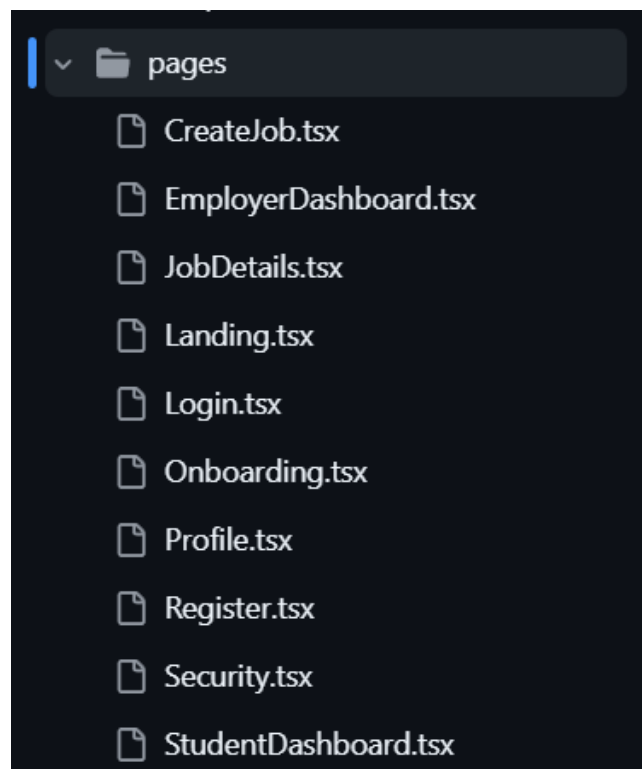 pages
CreateJob.tsx
EmployerDashboard.tsx
JobDetails.tsx
Landing.tsx
Login.tsx
Onboarding.tsx
Profile.tsx
Register.tsx
Security.tsx
StudentDashboard.tsx